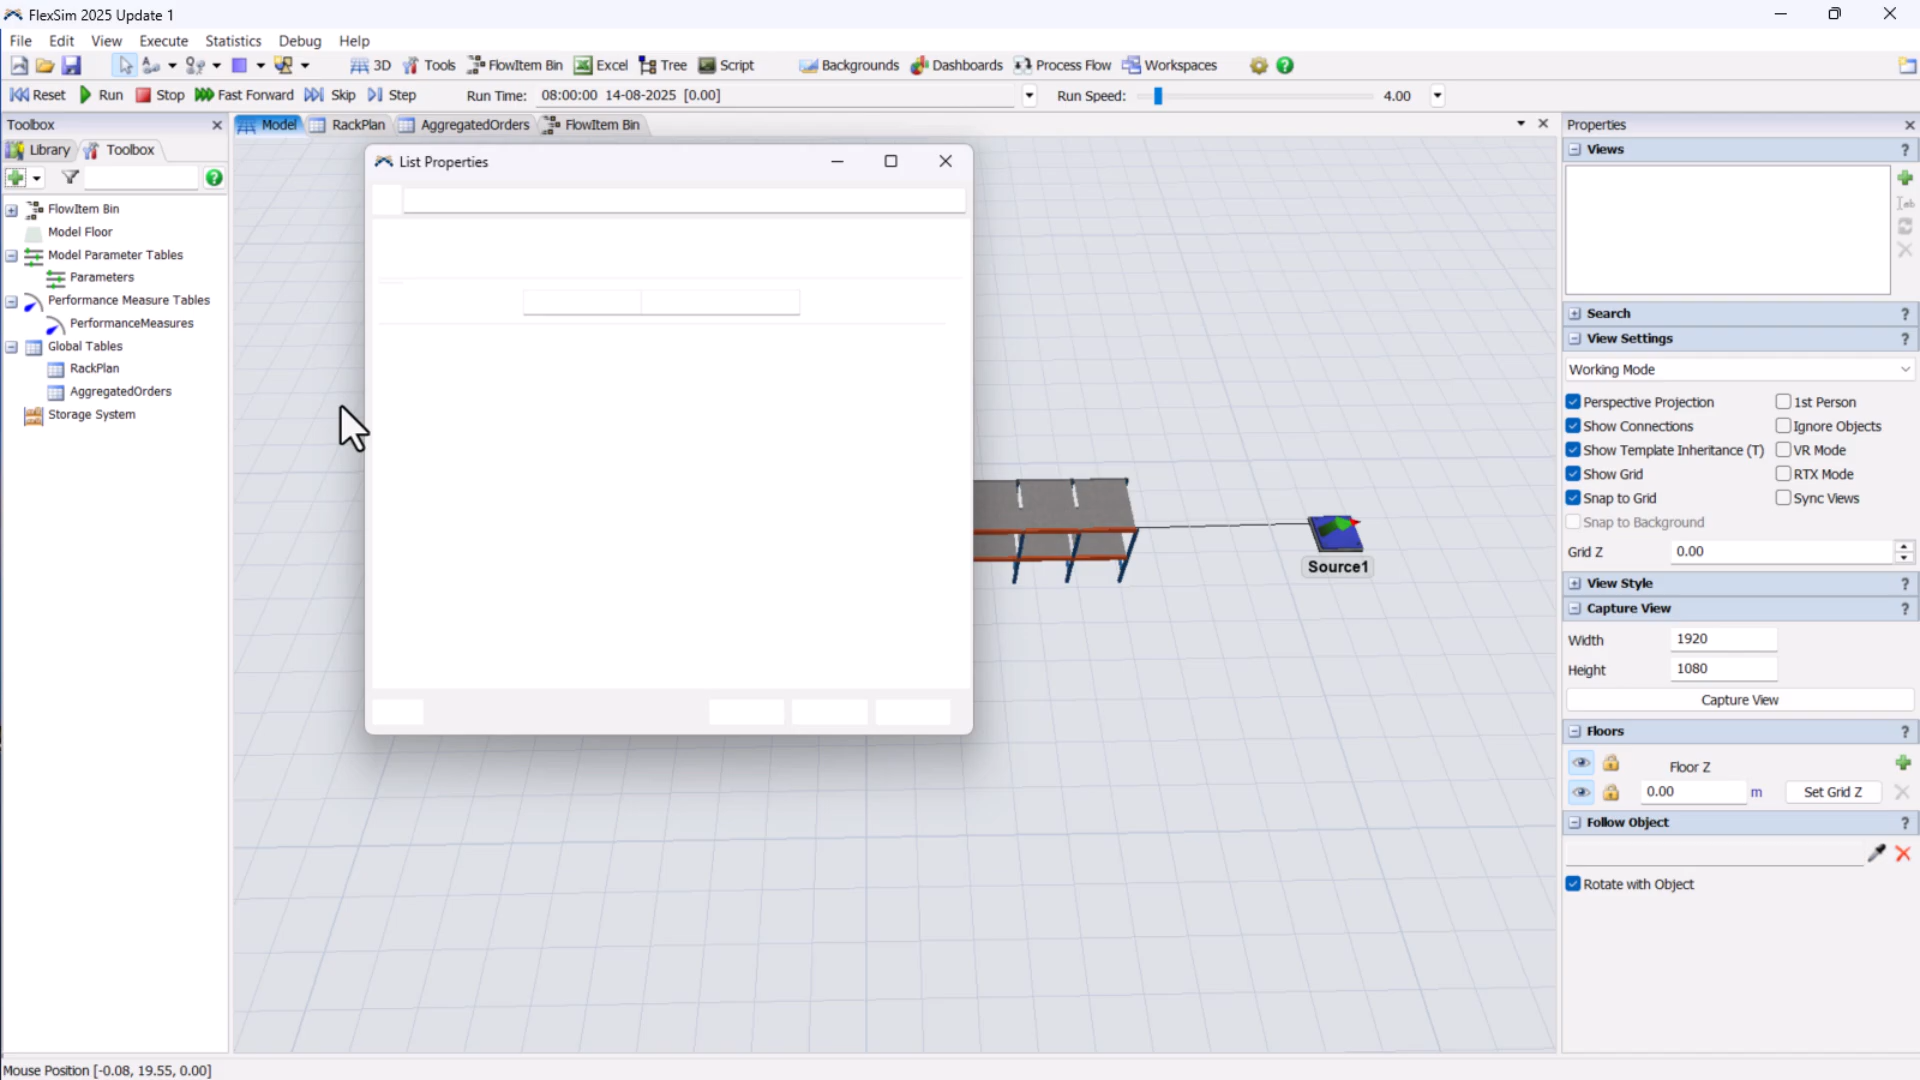 FlexSim 2025 Update 1
File Edit View Execute Statistics Debug Help
3D Tools FlowItem Bin Excel Tree Script Backgrounds Dashboards Process Flow Workspaces
Reset Run Stop Fast Forward Skip Step Run Time: 08:00:00 14-08-2025 [0.00] Run Speed: 4.00
Toolbox
Model RackPlan AggregatedOrders FlowItem Bin
Properties
Library Toolbox
Views
List Properties
FlowItem Bin
Model Floor
Model Parameter Tables
Parameters
Performance Measure Tables
PerformanceMeasures
Global Tables
RackPlan
AggregatedOrders
Storage System
Source1
Search
View Settings
Working Mode
Perspective Projection 1st Person
Show Connections Ignore Objects
Show Template Inheritance (T) VR Mode
Show Grid RTX Mode
Snap to Grid Sync Views
Snap to Background
Grid Z 0.00
View Style
Capture View
Width 1920
Height 1080
Capture View
Floors
Floor Z
0.00 m Set Grid Z
Follow Object
Rotate with Object
Mouse Position [-0.08, 19.55, 0.00]